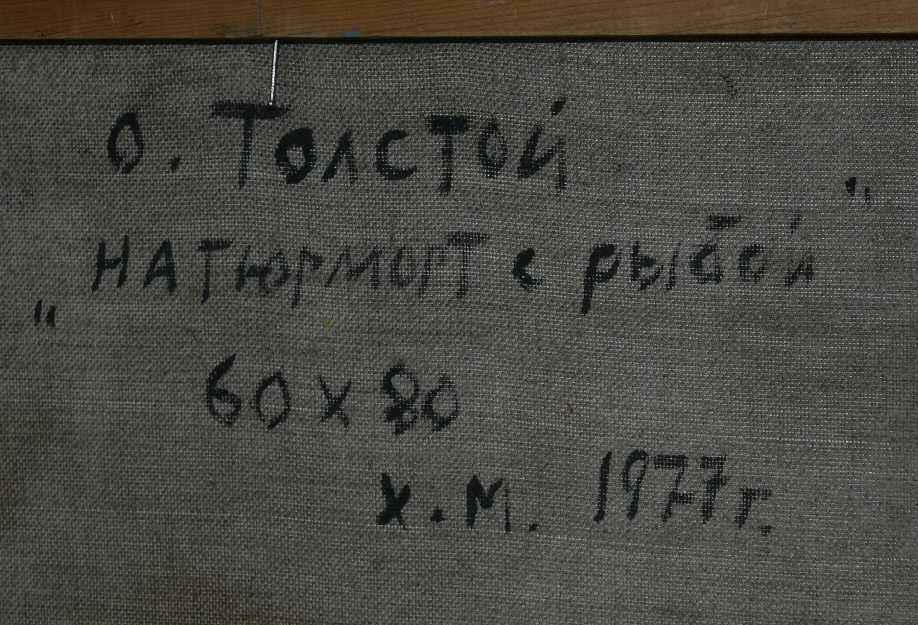 О. Толстой
„Натюрморт с рыбой"
60 х 80
х. м. 1977 г.